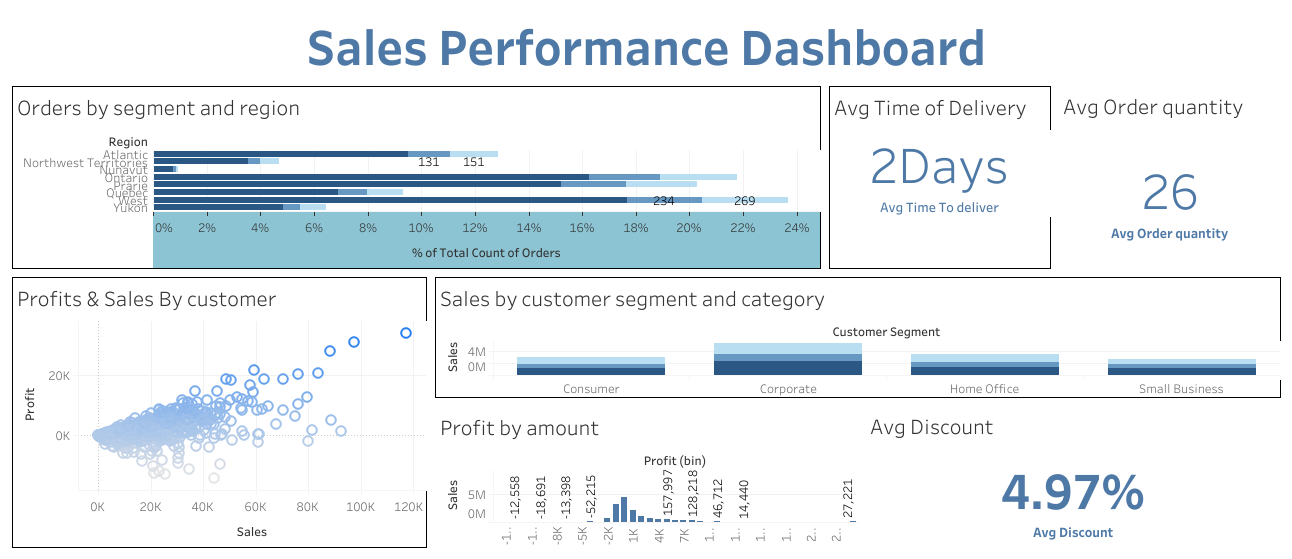 Sales Performance Dashboard
Orders by segment and region
Region
Atlantic
Northwest Territories
Nunavut
Ontario
Prarie
Quebec
West
Yukon
131 151
234 269
0% 2% 4% 6% 8% 10% 12% 14% 16% 18% 20% 22% 24%
% of Total Count of Orders
Avg Time of Delivery
2Days
Avg Time To deliver
Avg Order quantity
26
Avg Order quantity
Profits & Sales By customer
Profit
20K
0K
0K 20K 40K 60K 80K 100K 120K
Sales
Sales by customer segment and category
Customer Segment
Sales
4M
0M
Consumer Corporate Home Office Small Business
Profit by amount
Profit (bin)
Sales
5M
0M
-12,558 -18,691 -13,398 -52,215 157,997 128,218 46,712 14,440 27,221
-1.. -1.. -8K -5K -2K 1K 4K 7K 1.. 1.. 1.. 1.. 2.. 2..
Avg Discount
4.97%
Avg Discount